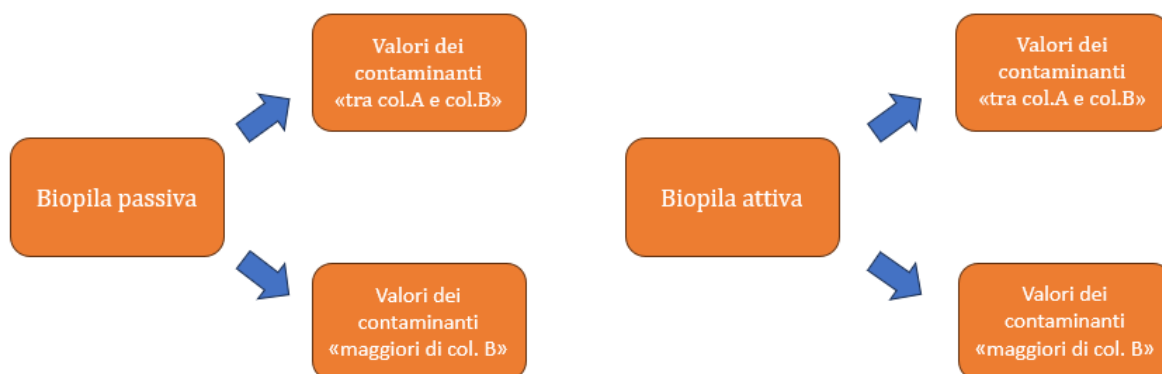 Valori dei
contaminanti
«tra col.A e col.B»
Biopila passiva
Valori dei
contaminanti
«maggiori di col. B»
Valori dei
contaminanti
«tra col.A e col.B»
Biopila attiva
Valori dei
contaminanti
«maggiori di col. B»